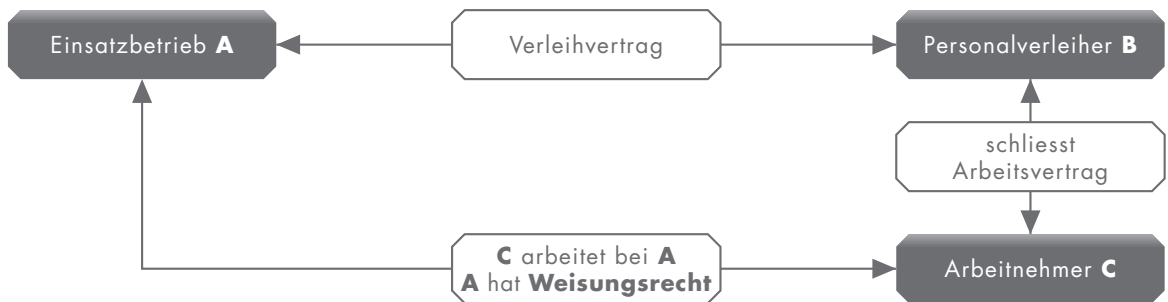 Einsatzbetrieb A
Verleihvertrag
Personalverleiher B
schliesst
Arbeitsvertrag
C arbeitet bei A
A hat Weisungsrecht
Arbeitnehmer C